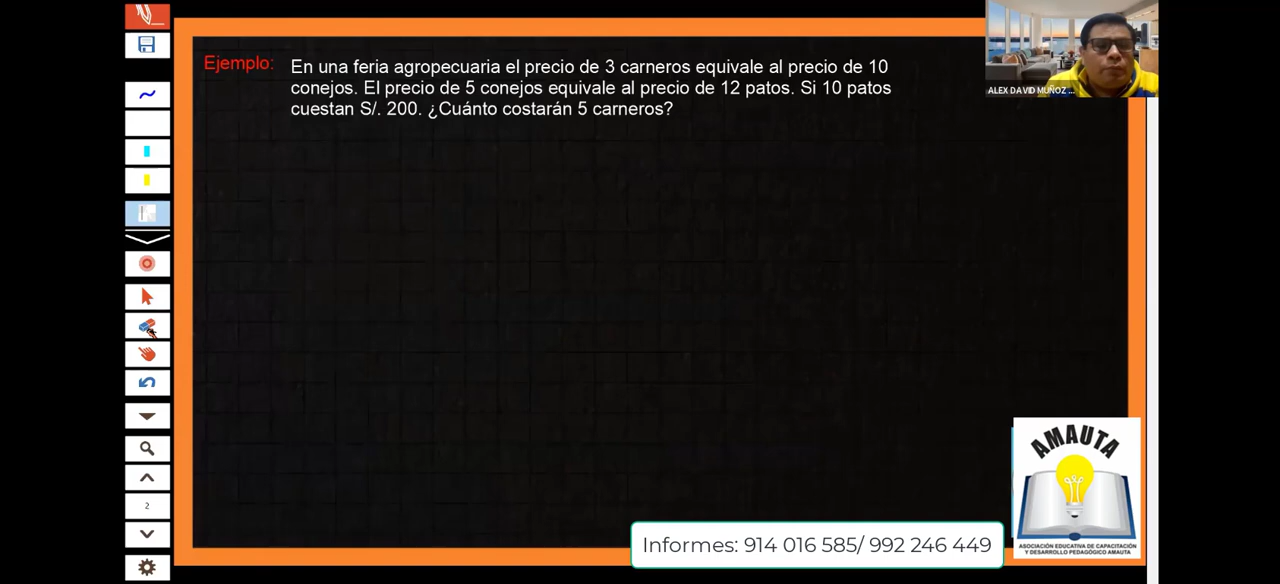 Ejemplo: En una feria agropecuaria el precio de 3 carneros equivale al precio de 10
conejos. El precio de 5 conejos equivale al precio de 12 patos. Si 10 patos
cuestan S/. 200. ¿Cuánto costarán 5 carneros?
ALEX DAVID MUÑOZ ...
2
AMAUTA
ASOCIACIÓN EDUCATIVA DE CAPACITACIÓN
Y DESARROLLO PEDAGÓGICO AMAUTA
Informes: 914 016 585/ 992 246 449